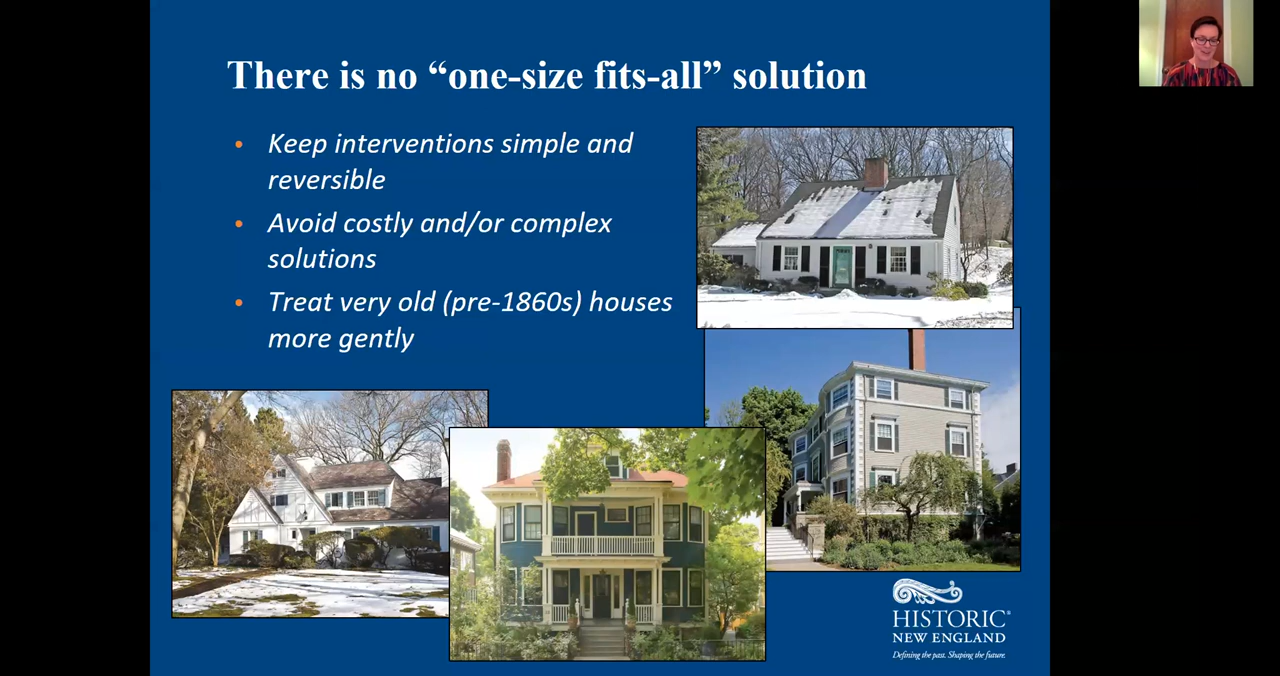 There is no “one-size fits-all” solution
• Keep interventions simple and
reversible
• Avoid costly and/or complex
solutions
• Treat very old (pre-1860s) houses
more gently
HISTORIC®
NEW ENGLAND
Defining the past. Shaping the future.